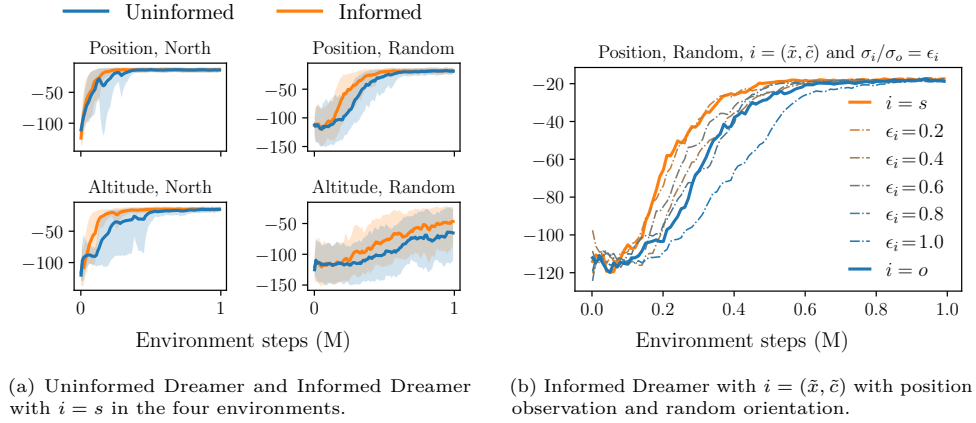 Uninformed Informed
Position, North
−50
−100
Position, Random
−50
−100
−150
Altitude, North
−50
−100
0 1
Altitude, Random
−50
−100
−150
0 1
Environment steps (M)
(a) Uninformed Dreamer and Informed Dreamer
with i = s in the four environments.
Position, Random, i = (x̃, c̃) and σᵢ/σₒ = ϵᵢ
−20
−40
−60
−80
−100
−120
0.0 0.2 0.4 0.6 0.8 1.0
i = s
ϵᵢ = 0.2
ϵᵢ = 0.4
ϵᵢ = 0.6
ϵᵢ = 0.8
ϵᵢ = 1.0
i = o
Environment steps (M)
(b) Informed Dreamer with i = (x̃, c̃) with position
observation and random orientation.